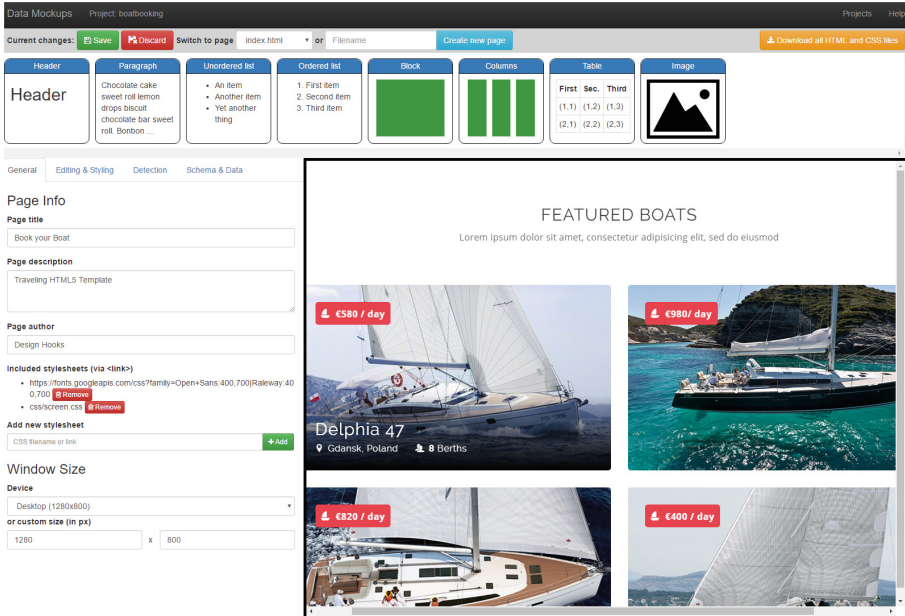 Data Mockups Project: boatbooking Projects Help
Current changes: Save Discard Switch to page index.html or Filename Create new page Download all HTML and CSS files
Header Paragraph Unordered list Ordered list Block Columns Table Image
Header
Chocolate cake
sweet roll lemon
drops biscuit
chocolate bar sweet
roll. Bonbon ...
• An item
• Another item
• Yet another
thing
1. First item
2. Second item
3. Third item
First Sec. Third
(1,1) (1,2) (1,3)
(2,1) (2,2) (2,3)
General Editing & Styling Detection Schema & Data
Page Info
Page title
Book your Boat
Page description
Traveling HTML5 Template
Page author
Design Hooks
Included stylesheets (via <link>)
• https://fonts.googleapis.com/css?family=Open+Sans:400,700|Raleway:40
0,700 Remove
• css/screen.css Remove
Add new stylesheet
CSS filename or link +Add
Window Size
Device
Desktop (1280x800)
or custom size (in px)
1280 x 800
FEATURED BOATS
Lorem ipsum dolor sit amet, consectetur adipisicing elit, sed do eiusmod
€580 / day
€980/ day
Delphia 47
Gdansk, Poland 8 Berths
€820 / day
€400 / day